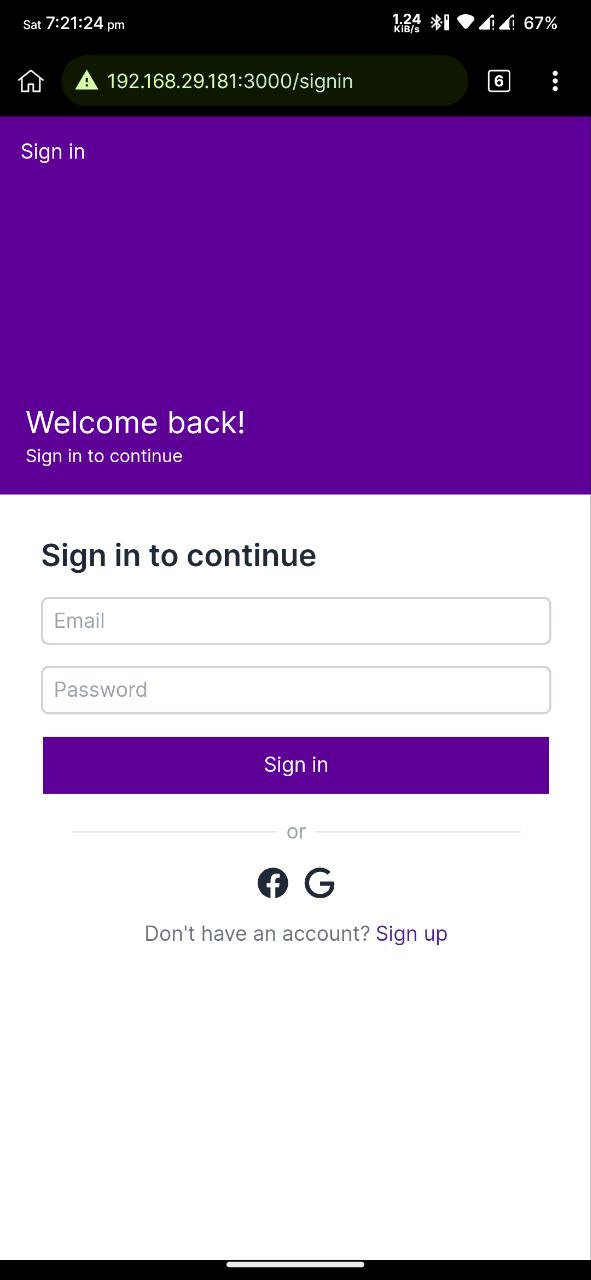 Sat 7:21:24 pm 1.24 KiB/s 67%
192.168.29.181:3000/signin 6
Sign in
Welcome back!
Sign in to continue
Sign in to continue
Email
Password
Sign in
or
Don't have an account? Sign up